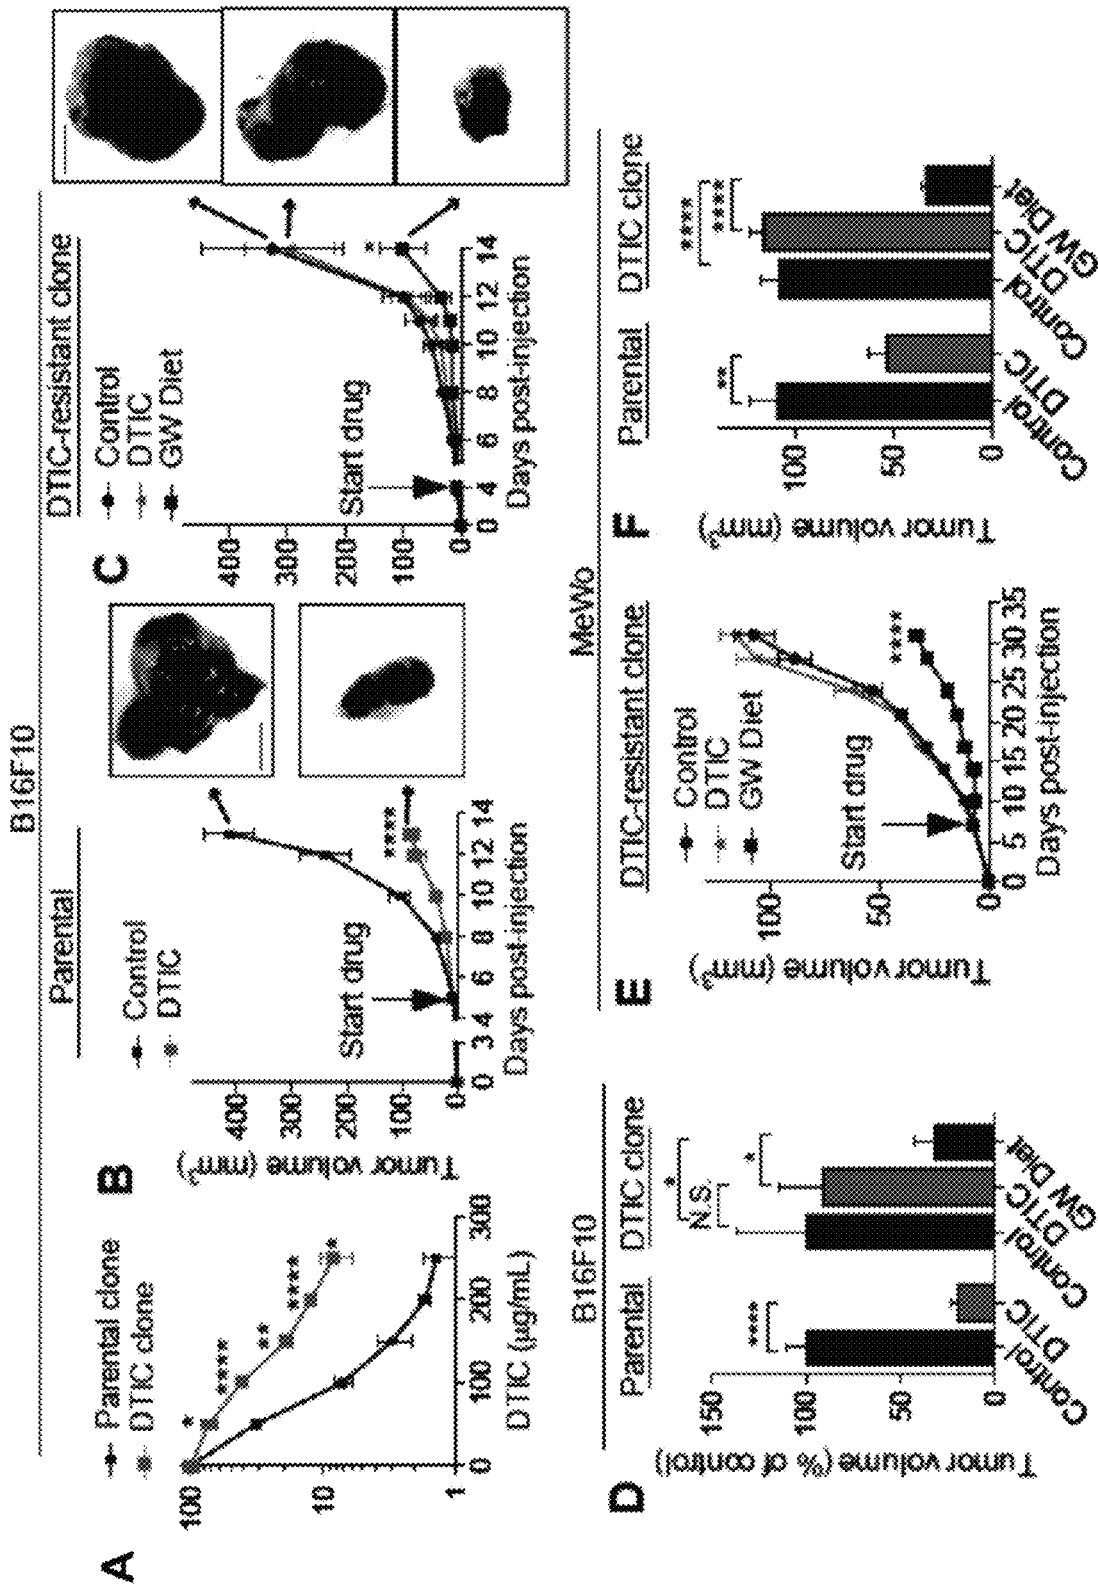 B16F10
A
Parental clone
DTIC clone
100
10
1
*
****
**
****
*
0
100
200
300
DTIC (µg/mL)
B
Parental
Control
DTIC
Tumor volume (mm³)
400
300
200
100
0
Start drug
****
0 3 4 6 8 10 12 14
Days post-injection
C
DTIC-resistant clone
Control
DTIC
GW Diet
400
300
200
100
0
Start drug
*
0 4 6 8 10 12 14
Days post-injection
B16F10
D
Parental
DTIC clone
Tumor volume (% of control)
150
100
50
0
****
N.S.
*
*
Control
DTIC
Control
DTIC
GW Diet
MeWo
E
DTIC-resistant clone
Control
DTIC
GW Diet
Tumor volume (mm³)
100
50
0
Start drug
****
0 5 10 15 20 25 30 35
Days post-injection
F
Parental
DTIC clone
Tumor volume (mm³)
100
50
0
**
****
****
Control
DTIC
Control
DTIC
GW Diet